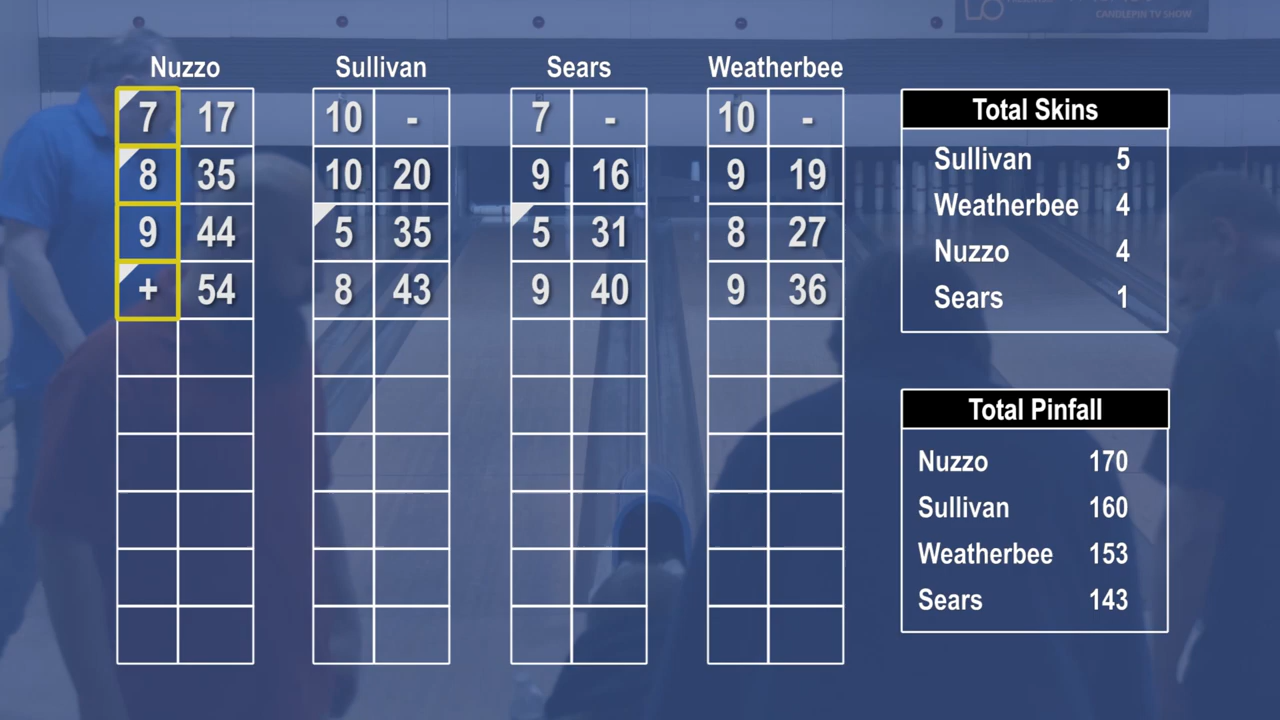 CANDLEPIN TV SHOW
Nuzzo Sullivan Sears Weatherbee
7 17 10 - 7 - 10 -
8 35 10 20 9 16 9 19
9 44 5 35 5 31 8 27
+ 54 8 43 9 40 9 36
Total Skins
Sullivan 5
Weatherbee 4
Nuzzo 4
Sears 1
Total Pinfall
Nuzzo 170
Sullivan 160
Weatherbee 153
Sears 143